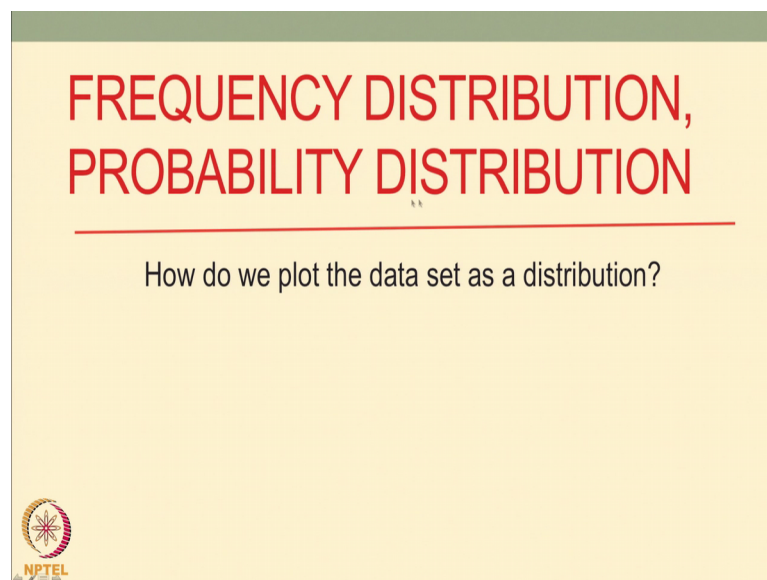 FREQUENCY DISTRIBUTION,
PROBABILITY DISTRIBUTION
How do we plot the data set as a distribution?
NPTEL